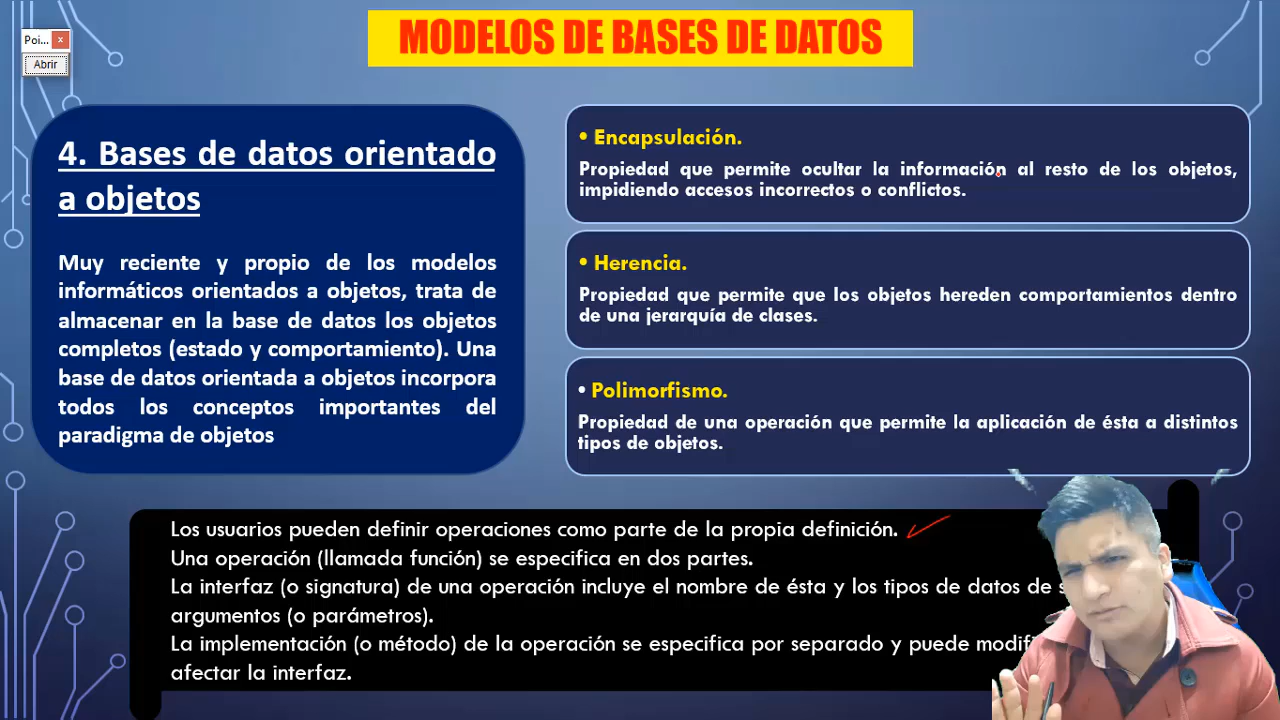 Poi...
x
Abrir
MODELOS DE BASES DE DATOS
4. Bases de datos orientado
a objetos
Muy reciente y propio de los modelos
informáticos orientados a objetos, trata de
almacenar en la base de datos los objetos
completos (estado y comportamiento). Una
base de datos orientada a objetos incorpora
todos los conceptos importantes del
paradigma de objetos
• Encapsulación.
Propiedad que permite ocultar la información al resto de los objetos,
impidiendo accesos incorrectos o conflictos.
• Herencia.
Propiedad que permite que los objetos hereden comportamientos dentro
de una jerarquía de clases.
• Polimorfismo.
Propiedad de una operación que permite la aplicación de ésta a distintos
tipos de objetos.
Los usuarios pueden definir operaciones como parte de la propia definición.
Una operación (llamada función) se especifica en dos partes.
La interfaz (o signatura) de una operación incluye el nombre de ésta y los tipos de datos de
argumentos (o parámetros).
La implementación (o método) de la operación se especifica por separado y puede
afectar la interfaz.